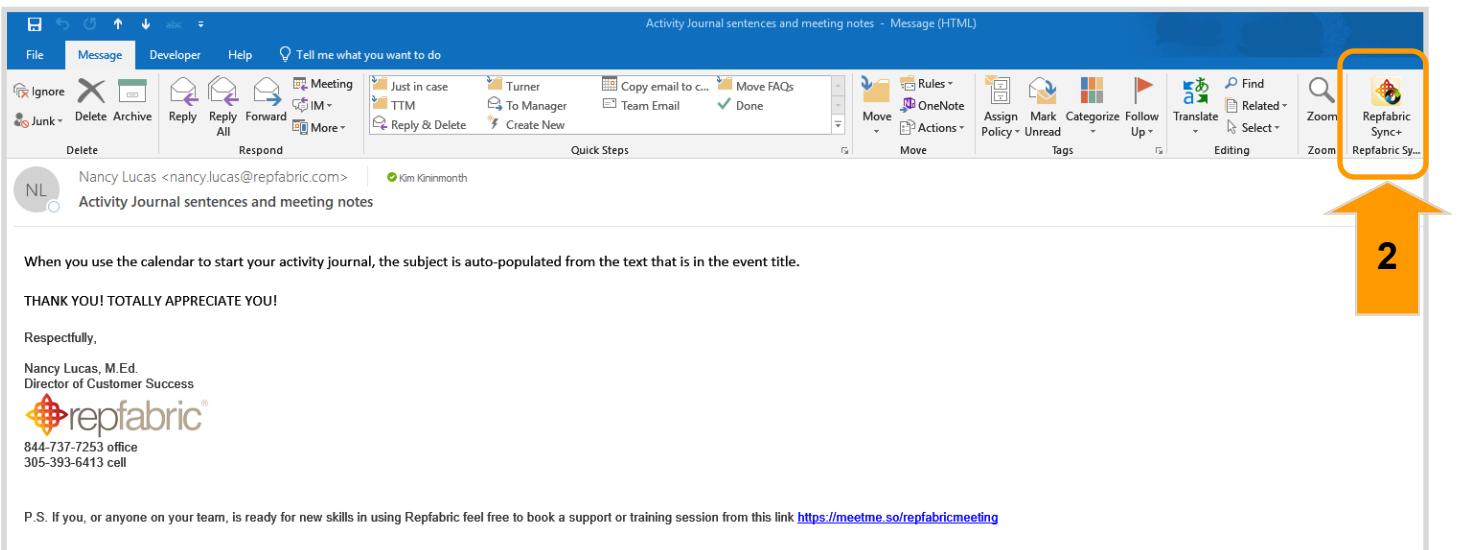 abc
Activity Journal sentences and meeting notes - Message (HTML)
File Message Developer Help Tell me what you want to do
Ignore
Junk
Delete Archive
Reply Reply All Forward
Meeting
IM
More
Just in case Turner Copy email to c... Move FAQs
TTM To Manager Team Email Done
Reply & Delete Create New
Move
Rules
OneNote
Actions
Assign Policy Mark Unread Categorize Follow Up
Translate
Find
Related
Select
Zoom
Repfabric Sync+
Delete Respond Quick Steps Move Tags Editing Zoom Repfabric Sy...
NL
Nancy Lucas <nancy.lucas@repfabric.com> Kim Kininmonth
Activity Journal sentences and meeting notes
2
When you use the calendar to start your activity journal, the subject is auto-populated from the text that is in the event title.
THANK YOU! TOTALLY APPRECIATE YOU!
Respectfully,
Nancy Lucas, M.Ed.
Director of Customer Success
repfabric®
844-737-7253 office
305-393-6413 cell
P.S. If you, or anyone on your team, is ready for new skills in using Repfabric feel free to book a support or training session from this link https://meetme.so/repfabricmeeting